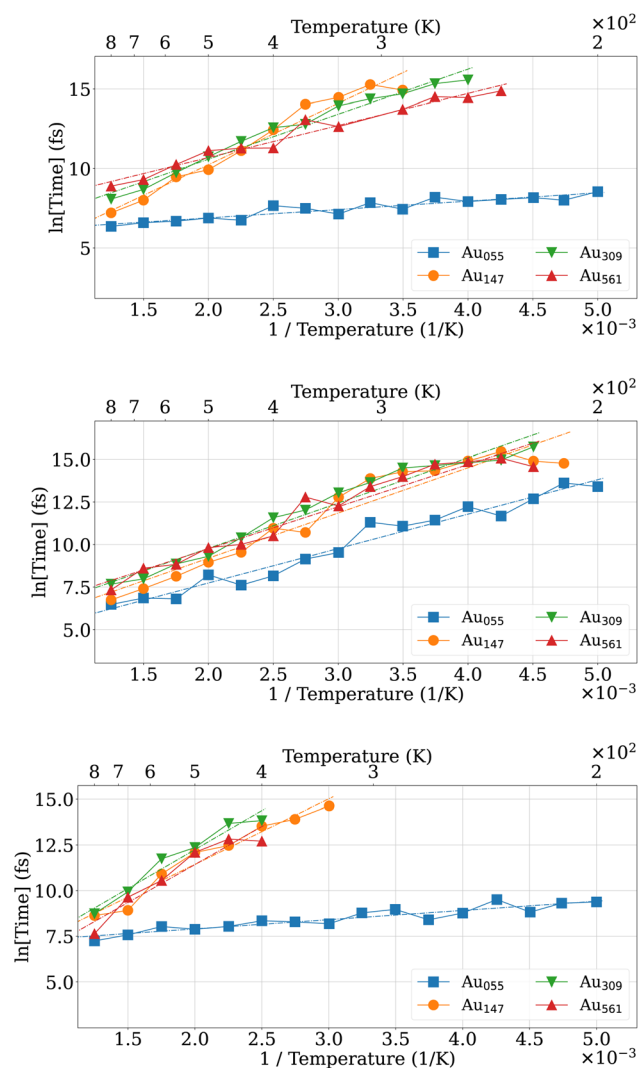 Temperature (K)
×10²
8 7 6 5 4 3 2
15
10
5
ln[Time] (fs)
Au₀₅₅ Au₃₀₉
Au₁₄₇ Au₅₆₁
1.5 2.0 2.5 3.0 3.5 4.0 4.5 5.0
1 / Temperature (1/K)
×10⁻³
Temperature (K)
×10²
8 7 6 5 4 3 2
15.0
12.5
10.0
7.5
5.0
ln[Time] (fs)
Au₀₅₅ Au₃₀₉
Au₁₄₇ Au₅₆₁
1.5 2.0 2.5 3.0 3.5 4.0 4.5 5.0
1 / Temperature (1/K)
×10⁻³
Temperature (K)
×10²
8 7 6 5 4 3 2
15.0
12.5
10.0
7.5
5.0
ln[Time] (fs)
Au₀₅₅ Au₃₀₉
Au₁₄₇ Au₅₆₁
1.5 2.0 2.5 3.0 3.5 4.0 4.5 5.0
1 / Temperature (1/K)
×10⁻³